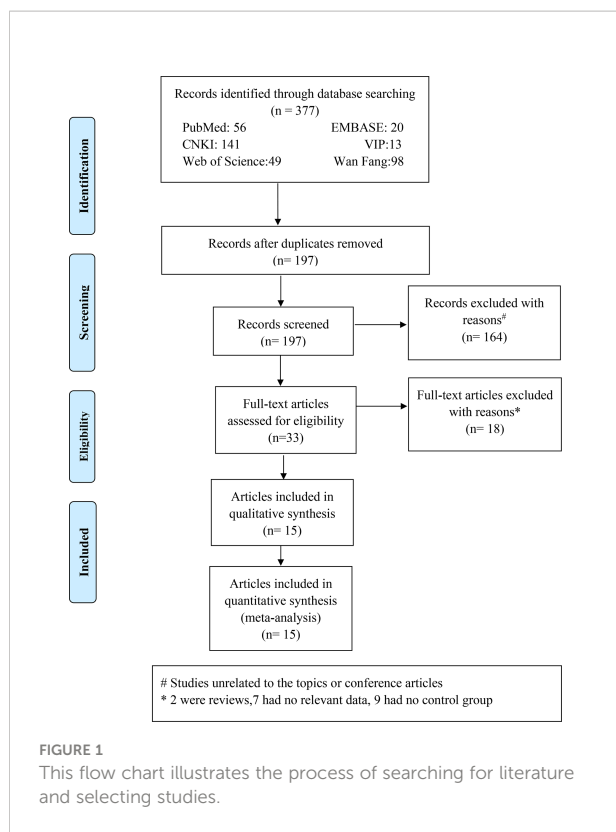 Records identified through database searching
(n = 377)
PubMed: 56 EMBASE: 20
CNKI: 141 VIP:13
Web of Science:49 Wan Fang:98
Identification
Records after duplicates removed
(n= 197)
Screening
Records screened
(n= 197)
Records excluded with
reasons#
(n= 164)
Eligibility
Full-text articles
assessed for eligibility
(n=33)
Full-text articles excluded
with reasons*
(n= 18)
Included
Articles included in
qualitative synthesis
(n= 15)
Articles included in
quantitative synthesis
(meta-analysis)
(n= 15)
# Studies unrelated to the topics or conference articles
* 2 were reviews,7 had no relevant data, 9 had no control group
FIGURE 1
This flow chart illustrates the process of searching for literature
and selecting studies.